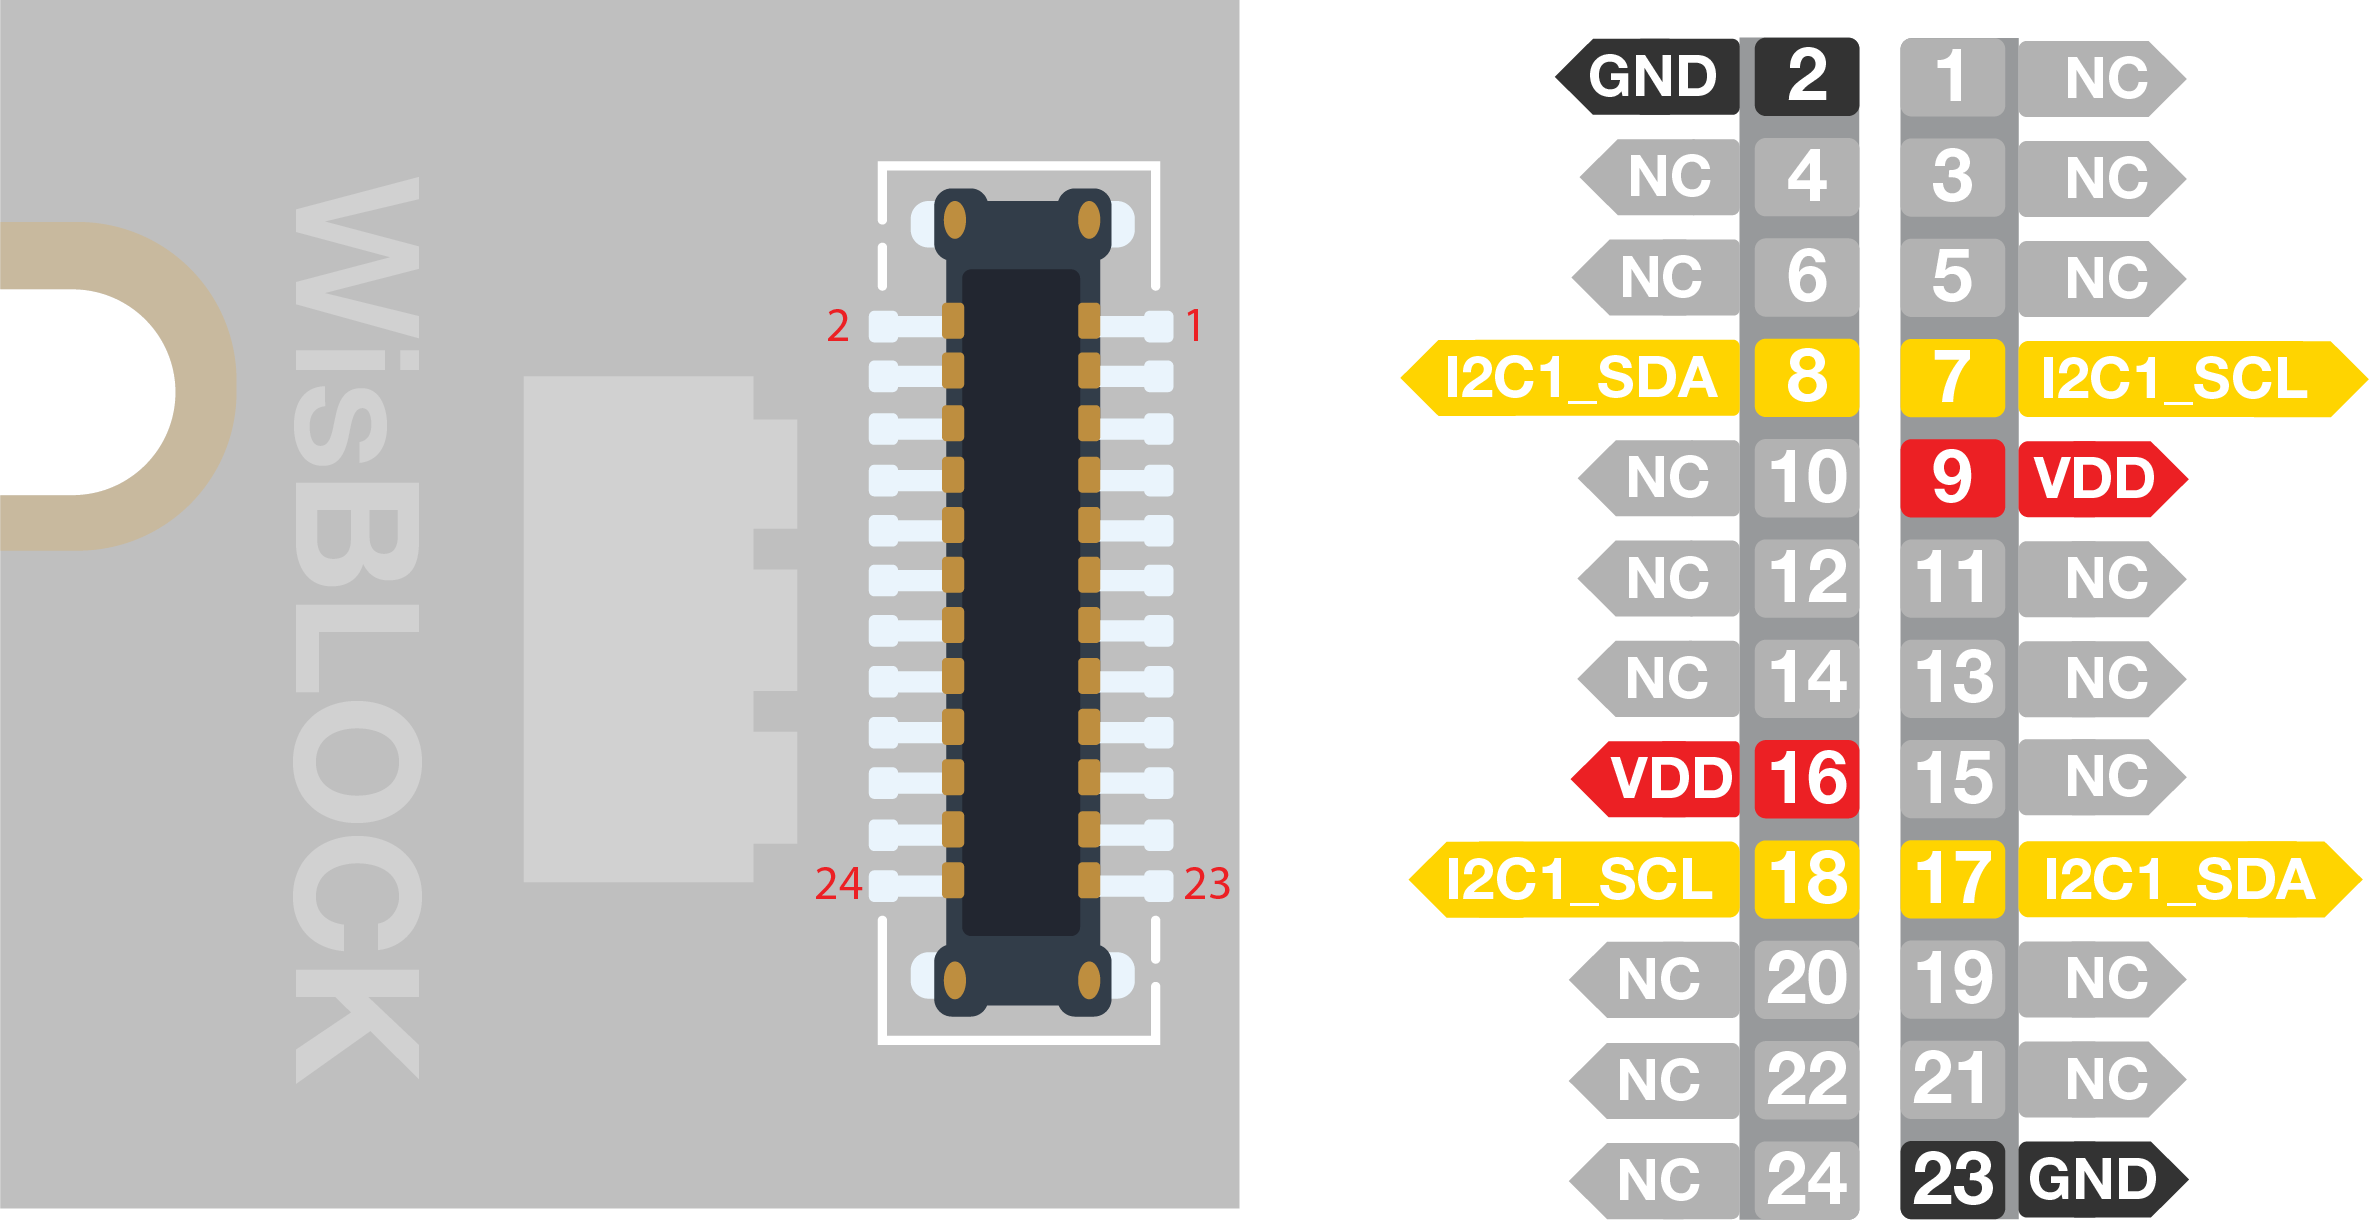 WisBLOCK
2 1
24 23
GND 2 1 NC
NC 4 3 NC
NC 6 5 NC
I2C1_SDA 8 7 I2C1_SCL
NC 10 9 VDD
NC 12 11 NC
NC 14 13 NC
VDD 16 15 NC
I2C1_SCL 18 17 I2C1_SDA
NC 20 19 NC
NC 22 21 NC
NC 24 23 GND